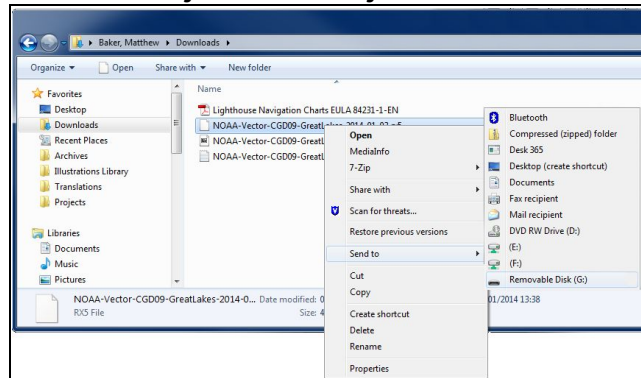 Baker, Matthew ▸ Downloads ▸
Organize ▾ Open Share with ▾ New folder
Favorites
Desktop
Downloads
Recent Places
Archives
Illustrations Library
Translations
Projects
Libraries
Documents
Music
Pictures
Name
Lighthouse Navigation Charts EULA 84231-1-EN
NOAA-Vector-CGD09-GreatLakes-2014-01-02.rx5
NOAA-Vector-CGD09-GreatL
NOAA-Vector-CGD09-GreatL
Open
MediaInfo
7-Zip
Share with
Scan for threats...
Restore previous versions
Send to
Cut
Copy
Create shortcut
Delete
Rename
Properties
Bluetooth
Compressed (zipped) folder
Desk 365
Desktop (create shortcut)
Documents
Fax recipient
Mail recipient
DVD RW Drive (D:)
(E:)
(F:)
Removable Disk (G:)
NOAA-Vector-CGD09-GreatLakes-2014-0... Date modified: 0
01/2014 13:38
RX5 File Size: 4